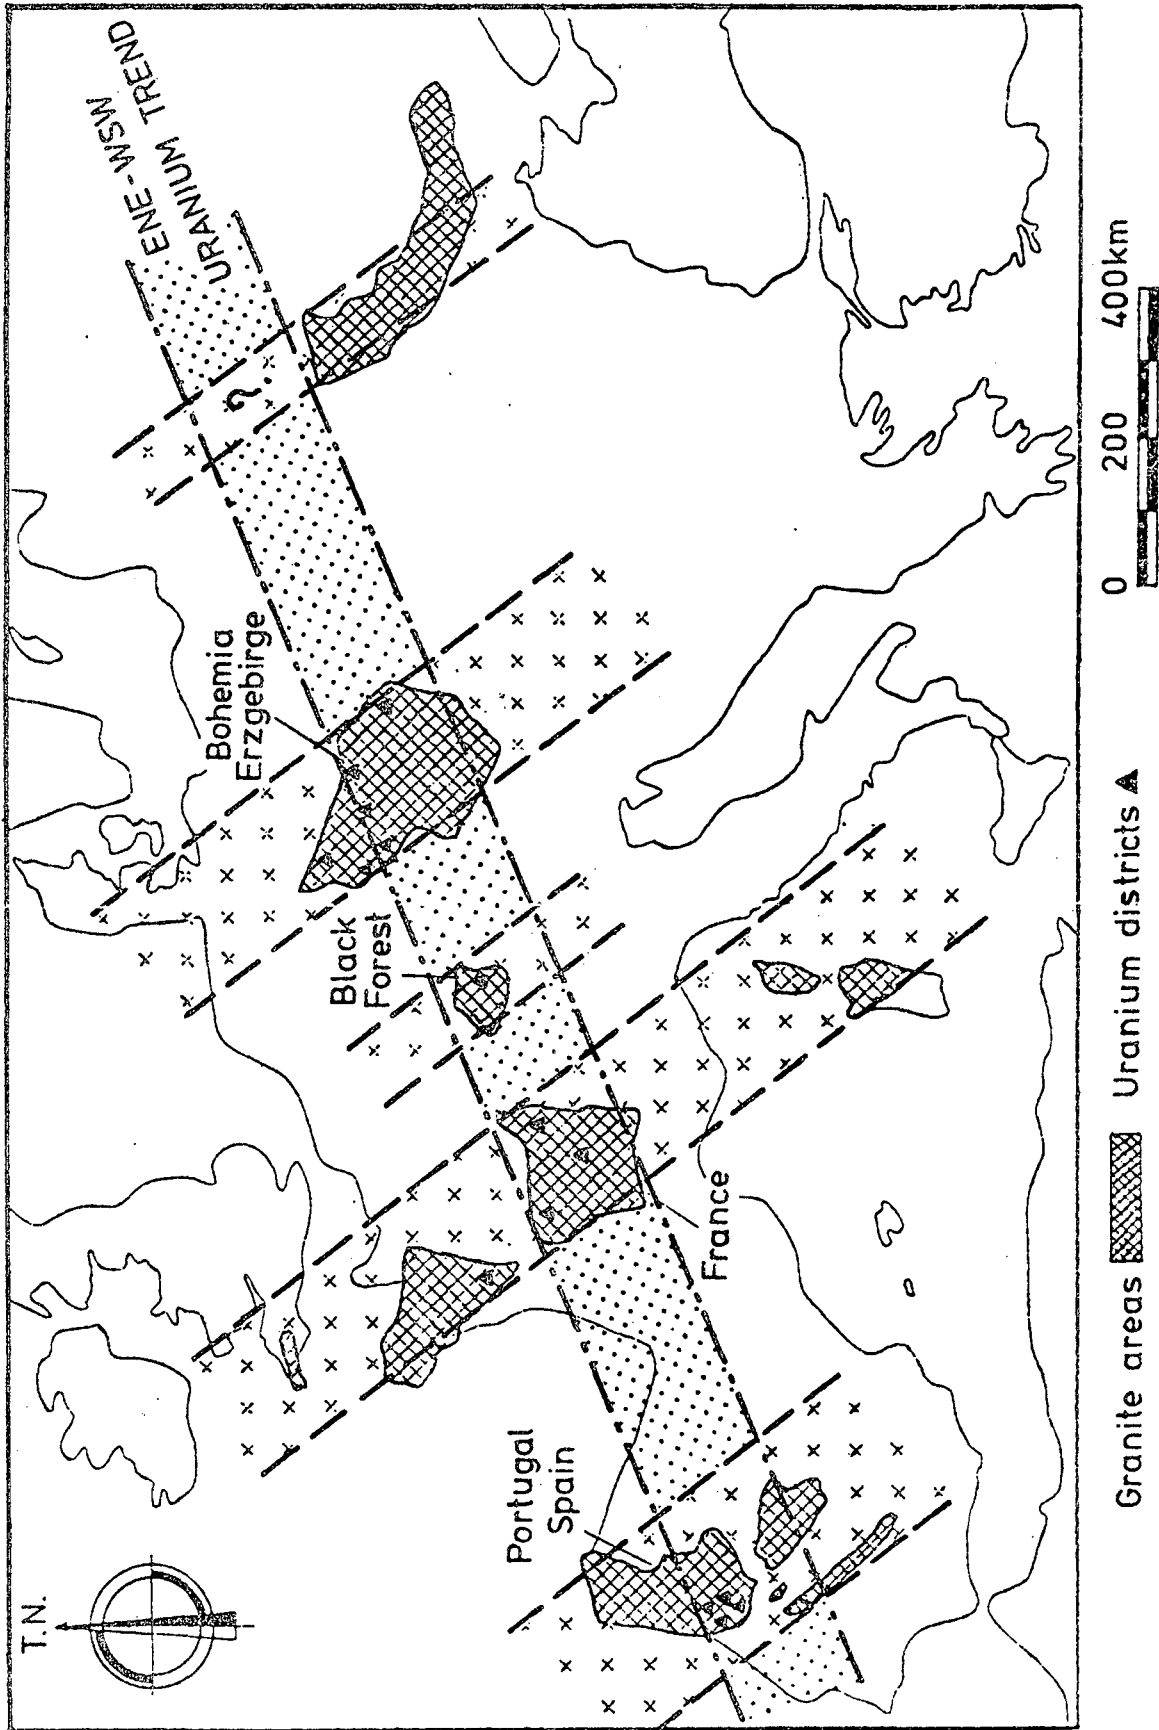 T.N.
ENE-WSW
URANIUM TREND
?
Bohemia
Erzgebirge
Black
Forest
France
Portugal
Spain
Granite areas
Uranium districts
0 200 400km